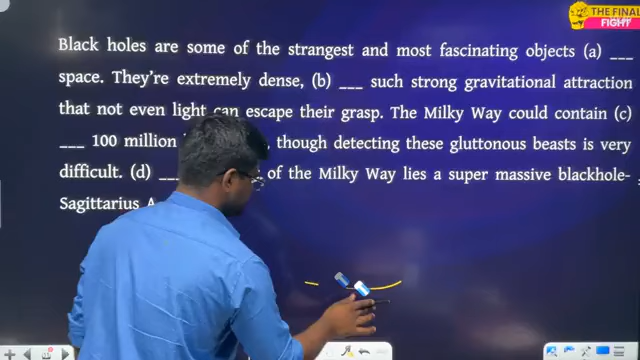 THE FINAL
FIGHT
Black holes are some of the strangest and most fascinating objects (a) ___
space. They're extremely dense, (b) ___ such strong gravitational attraction
that not even light can escape their grasp. The Milky Way could contain (c)
___ 100 million , though detecting these gluttonous beasts is very
difficult. (d) ___ of the Milky Way lies a super massive blackhole-
Sagittarius A